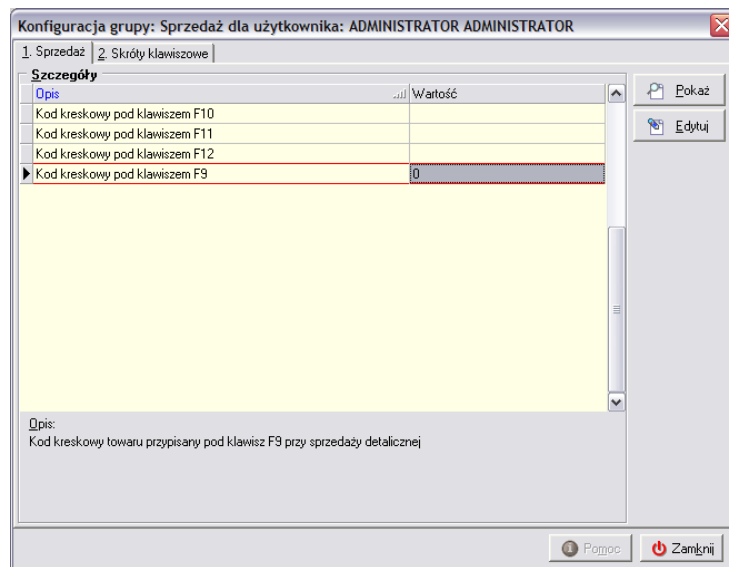 Konfiguracja grupy: Sprzedaż dla użytkownika: ADMINISTRATOR ADMINISTRATOR
1. Sprzedaż 2. Skróty klawiszowe
Szczegóły
Opis Wartość
Kod kreskowy pod klawiszem F10
Kod kreskowy pod klawiszem F11
Kod kreskowy pod klawiszem F12
Kod kreskowy pod klawiszem F9 0
Pokaż
Edytuj
Opis:
Kod kreskowy towaru przypisany pod klawisz F9 przy sprzedaży detalicznej
Pomoc Zamknij